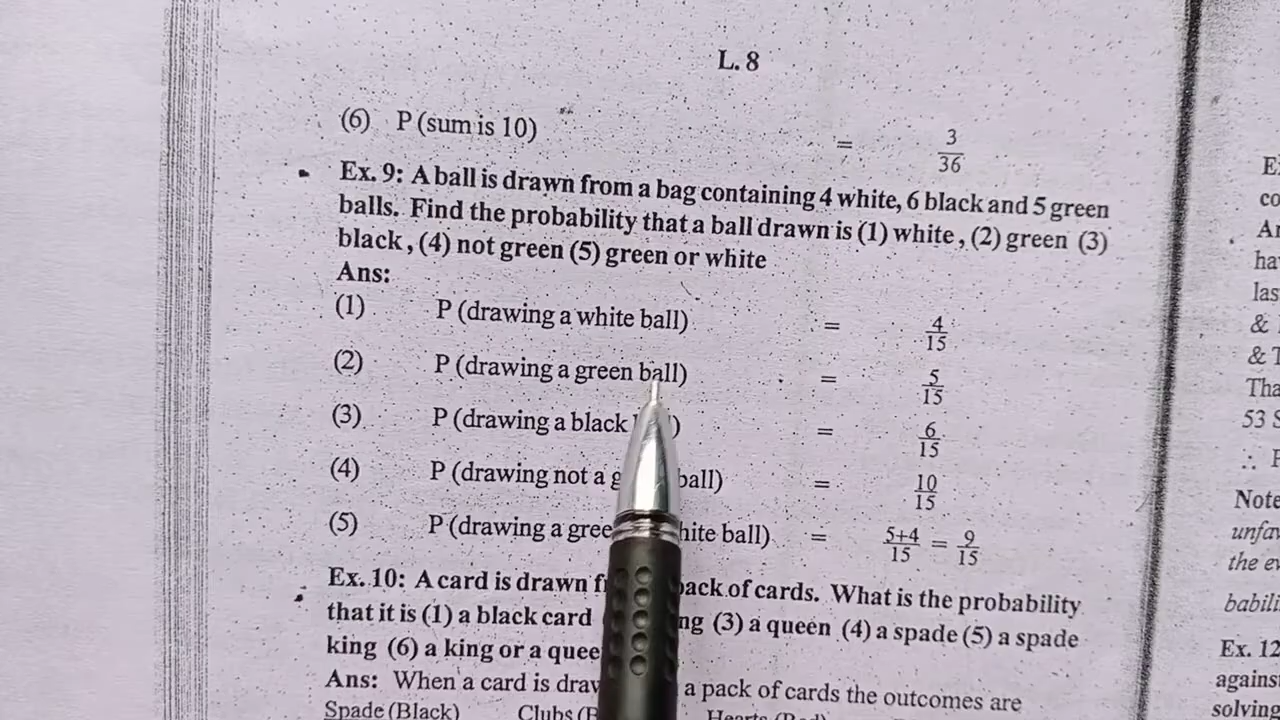 L. 8
(6) P (sum is 10) = 3/36
Ex. 9: A ball is drawn from a bag containing 4 white, 6 black and 5 green
balls. Find the probability that a ball drawn is (1) white, (2) green (3)
black, (4) not green (5) green or white
Ans:
(1) P (drawing a white ball) = 4/15
(2) P (drawing a green ball) = 5/15
(3) P (drawing a black ) = 6/15
(4) P (drawing not a g ball) = 10/15
(5) P (drawing a gree hite ball) = 5+4/15 = 9/15
Ex. 10: A card is drawn f pack of cards. What is the probability
that it is (1) a black card ng (3) a queen (4) a spade (5) a spade
king (6) a king or a quee
Ans: When a card is draw a pack of cards the outcomes are
Spade (Black) Clubs (B Hearts (Red)
E
co
Ar
ha
las
&
& T
Tha
53 S
∴ P
Note
unfav
the ev
babili
Ex. 12
against
solving